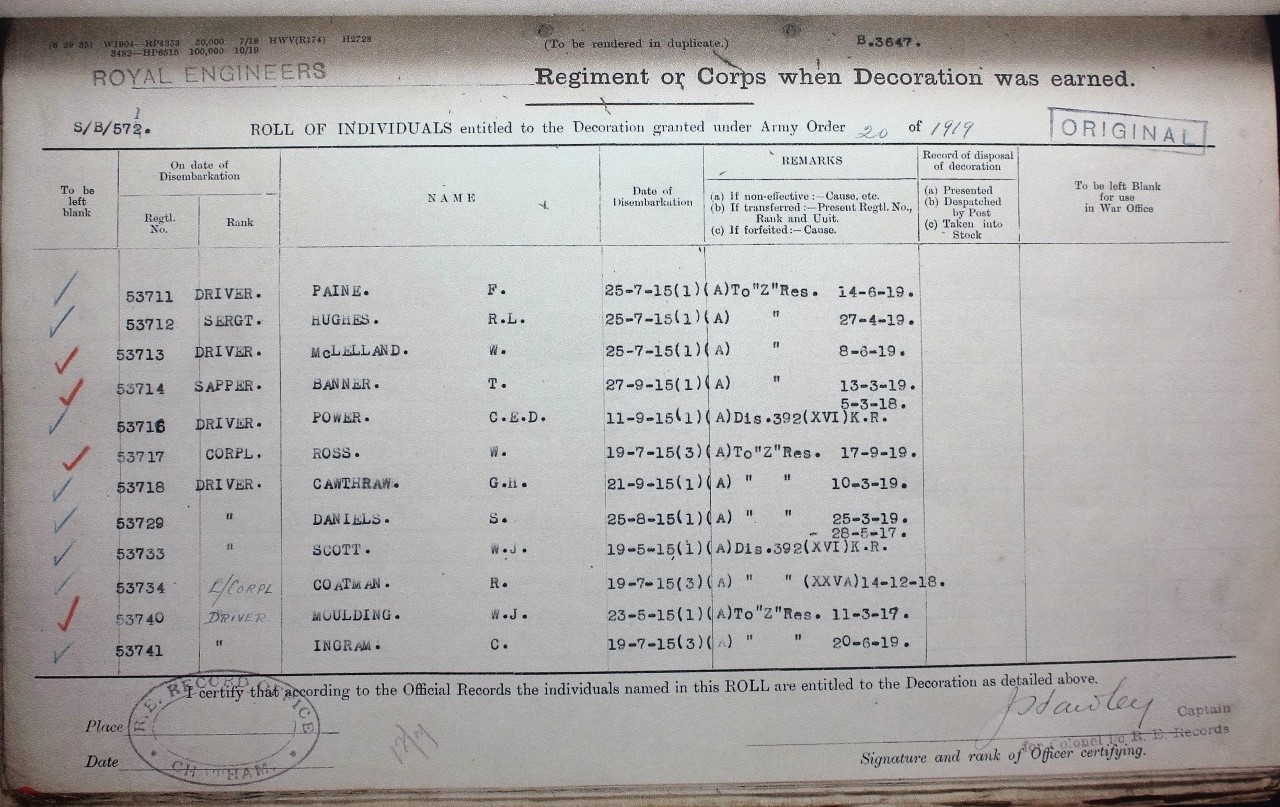 (6 29 85) W1904—RP4353 50,000 7/19 HWV(R174) H2728
3483—HP6515 100,000 10/19
(To be rendered in duplicate.)
B.3647.
ROYAL ENGINEERS Regiment or Corps when Decoration was earned.
1
S/B/572.
ROLL OF INDIVIDUALS entitled to the Decoration granted under Army Order 20 of 1919
ORIGINAL
To be left blank
On date of Disembarkation
Regtl. No.
Rank
NAME
Date of Disembarkation
REMARKS
(a) If non-effective :—Cause, etc.
(b) If transferred :—Present Regtl. No., Rank and Unit.
(c) If forfeited :— Cause.
Record of disposal of decoration
(a) Presented
(b) Despatched by Post
(c) Taken into Stock
To be left Blank for use in War Office
53711 DRIVER. PAINE. F. 25-7-15(1) (A)To"Z"Res. 14-6-19.
53712 SERGT. HUGHES. R.L. 25-7-15(1) (A) " 27-4-19.
53713 DRIVER. McLELLAND. W. 25-7-15(1) (A) " 8-6-19.
53714 SAPPER. BANNER. T. 27-9-15(1) (A) " 13-3-19.
5-3-18.
53716 DRIVER. POWER. C.E.D. 11-9-15(1) (A)Dis.392(XVI)K.R.
53717 CORPL. ROSS. W. 19-7-15(3) (A)To"Z"Res. 17-9-19.
53718 DRIVER. CAWTHRAW. G.H. 21-9-15(1) (A) " " 10-3-19.
53729 " DANIELS. S. 25-8-15(1) (A) " " 25-3-19.
- 28-5-17.
53733 " SCOTT. W.J. 19-5-15(1) (A)Dis.392(XVI)K.R.
53734 L/CORPL COATMAN. R. 19-7-15(3) (A) " " (XXVA)14-12-18.
53740 DRIVER MOULDING. W.J. 23-5-15(1) (A)To"Z"Res. 11-3-19.
53741 " INGRAM. C. 19-7-15(3) (A) " " 20-6-19.
I certify that according to the Official Records the individuals named in this ROLL are entitled to the Decoration as detailed above.
R.E. RECORD OFFICE
* CHATHAM. *
Place
Date
Captain
for Colonel i/c R. E. Records
Signature and rank of Officer certifying.